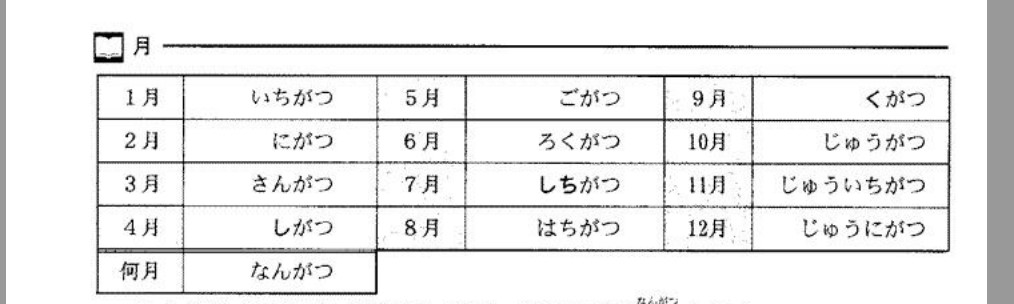 月
1月 いちがつ 5月 ごがつ 9月 くがつ
2月 にがつ 6月 ろくがつ 10月 じゅうがつ
3月 さんがつ 7月 しちがつ 11月 じゅういちがつ
4月 しがつ 8月 はちがつ 12月 じゅうにがつ
何月 なんがつ